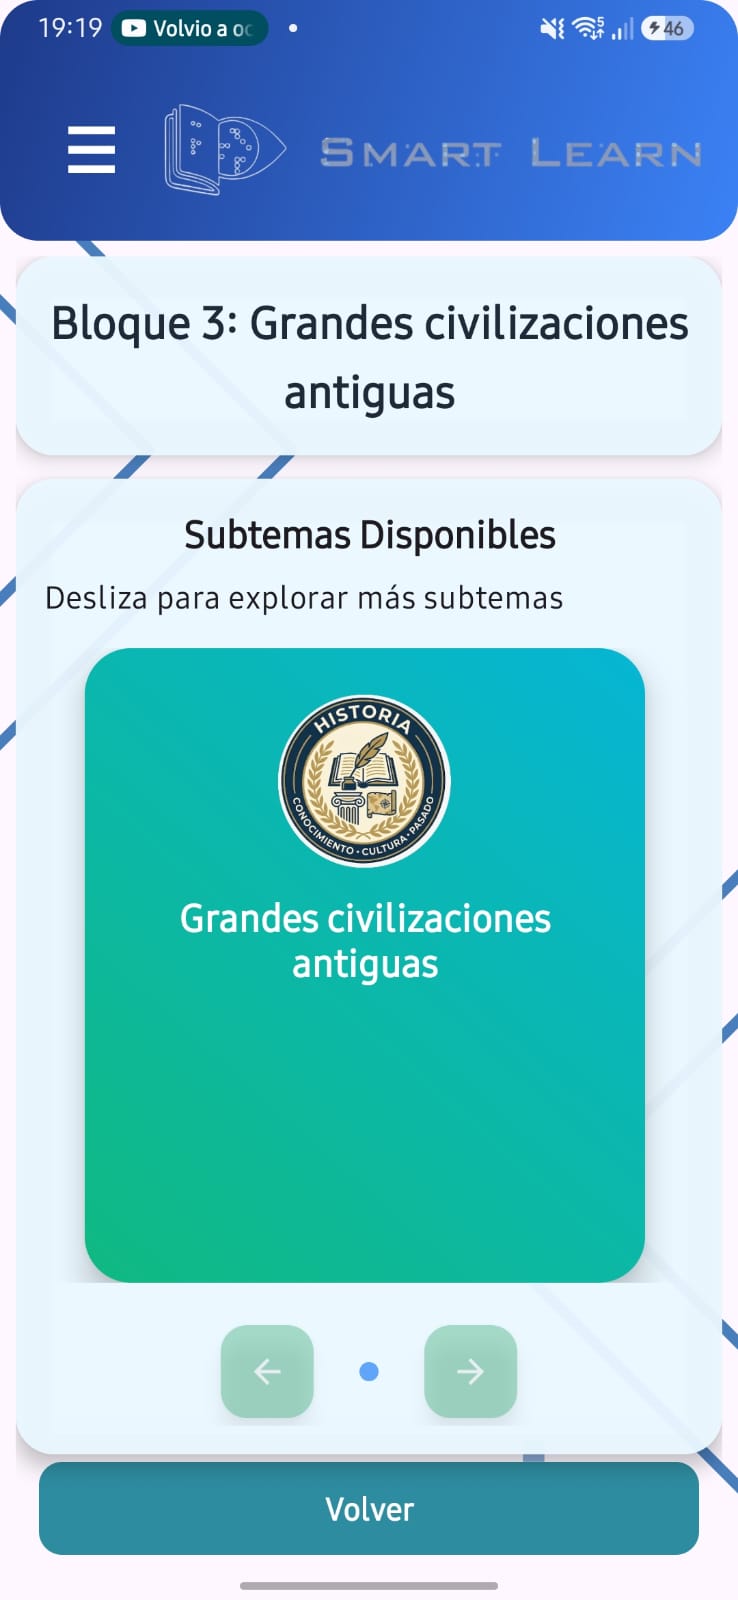 19:19 Volvio a oc 5 46
SMART LEARN
Bloque 3: Grandes civilizaciones
antiguas
Subtemas Disponibles
Desliza para explorar más subtemas
HISTORIA
CONOCIMIENTO • CULTURA • PASADO
Grandes civilizaciones
antiguas
Volver